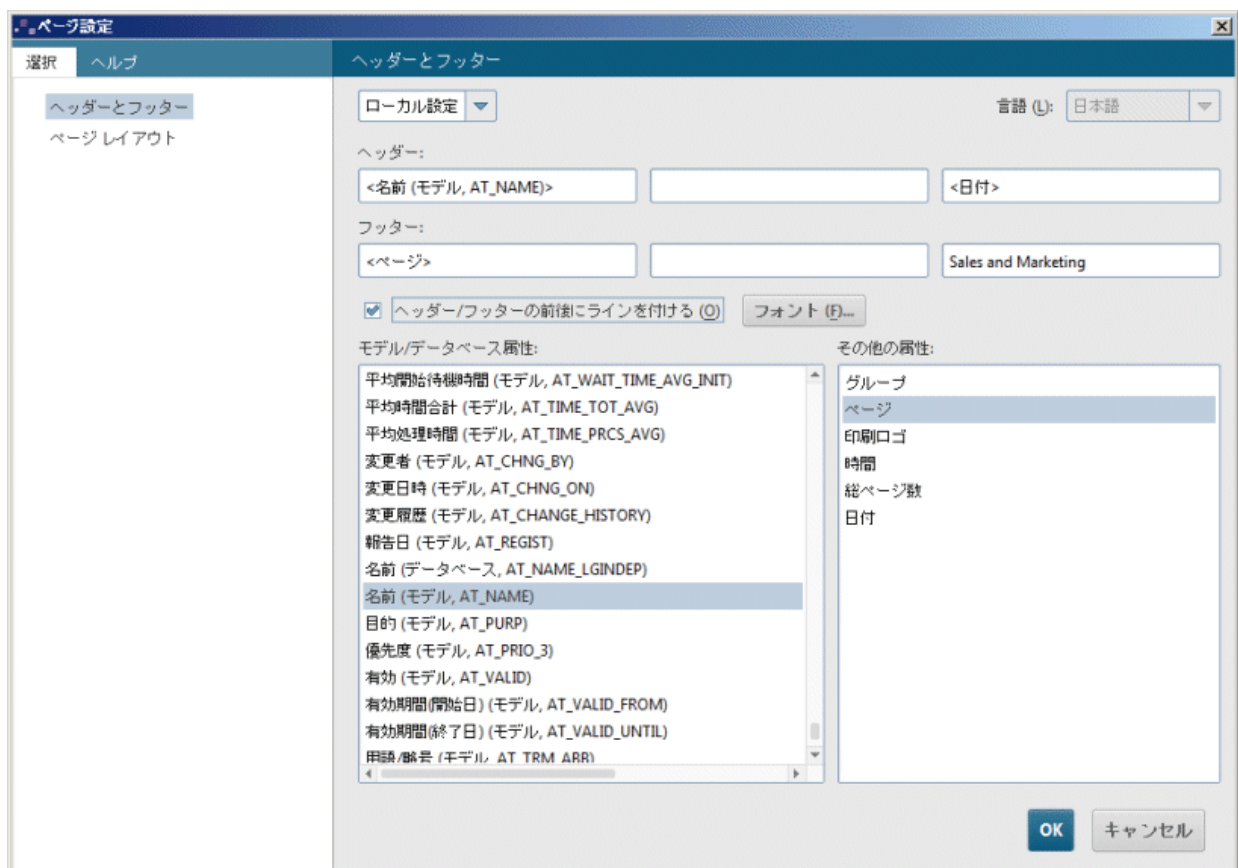 ページ設定
選択
ヘルプ
ヘッダーとフッター
ヘッダーとフッター
ページ レイアウト
ローカル設定
言語 (L):
日本語
ヘッダー:
<名前 (モデル, AT_NAME)>
<日付>
フッター:
<ページ>
Sales and Marketing
ヘッダー/フッターの前後にラインを付ける (O)
フォント (F)...
モデル/データベース属性:
平均開始待機時間 (モデル, AT_WAIT_TIME_AVG_INIT)
平均時間合計 (モデル, AT_TIME_TOT_AVG)
平均処理時間 (モデル, AT_TIME_PRCS_AVG)
変更者 (モデル, AT_CHNG_BY)
変更日時 (モデル, AT_CHNG_ON)
変更履歴 (モデル, AT_CHANGE_HISTORY)
報告日 (モデル, AT_REGIST)
名前 (データベース, AT_NAME_LGINDEP)
名前 (モデル, AT_NAME)
目的 (モデル, AT_PURP)
優先度 (モデル, AT_PRIO_3)
有効 (モデル, AT_VALID)
有効期間(開始日) (モデル, AT_VALID_FROM)
有効期間(終了日) (モデル, AT_VALID_UNTIL)
用語/略号 (モデル, AT_TRM_ABB)
その他の属性:
グループ
ページ
印刷ロゴ
時間
総ページ数
日付
OK
キャンセル